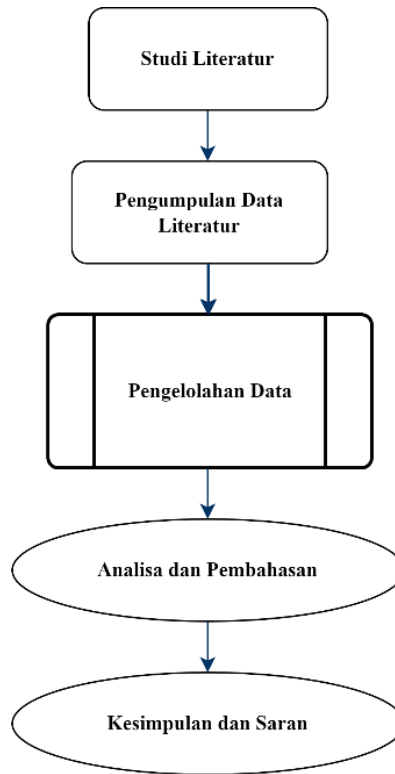 Studi Literatur
Pengumpulan Data
Literatur
Pengelolahan Data
Analisa dan Pembahasan
Kesimpulan dan Saran